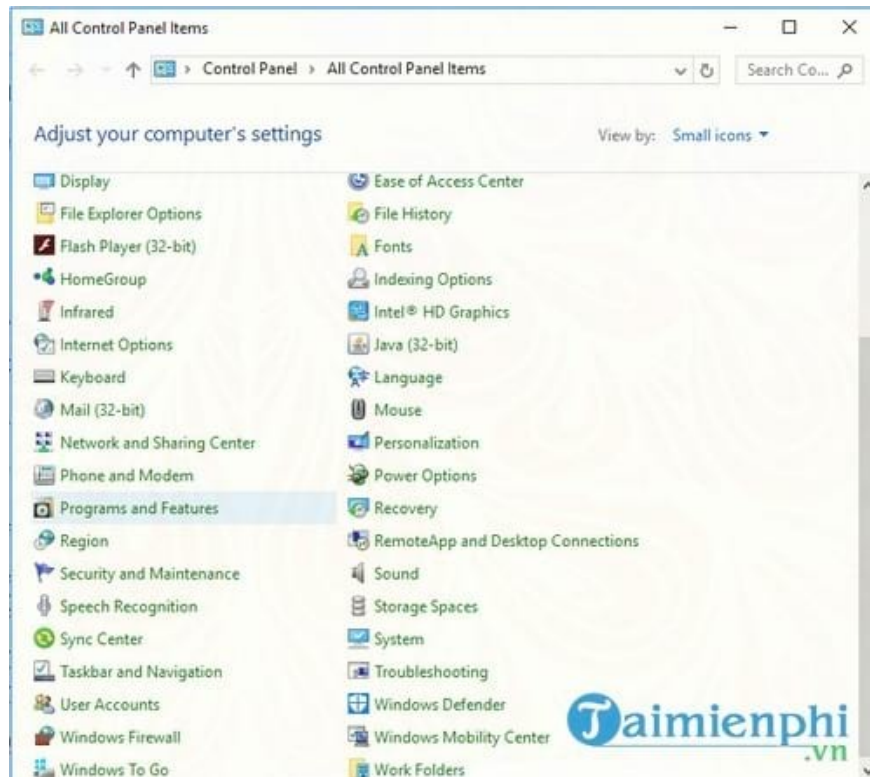 All Control Panel Items
Control Panel > All Control Panel Items
Search Co...
Adjust your computer's settings
View by: Small icons
Display
Ease of Access Center
File Explorer Options
File History
Flash Player (32-bit)
Fonts
HomeGroup
Indexing Options
Infrared
Intel® HD Graphics
Internet Options
Java (32-bit)
Keyboard
Language
Mail (32-bit)
Mouse
Network and Sharing Center
Personalization
Phone and Modem
Power Options
Programs and Features
Recovery
Region
RemoteApp and Desktop Connections
Security and Maintenance
Sound
Speech Recognition
Storage Spaces
Sync Center
System
Taskbar and Navigation
Troubleshooting
User Accounts
Windows Defender
Windows Firewall
Windows Mobility Center
Windows To Go
Work Folders
Taimienphi
.vn